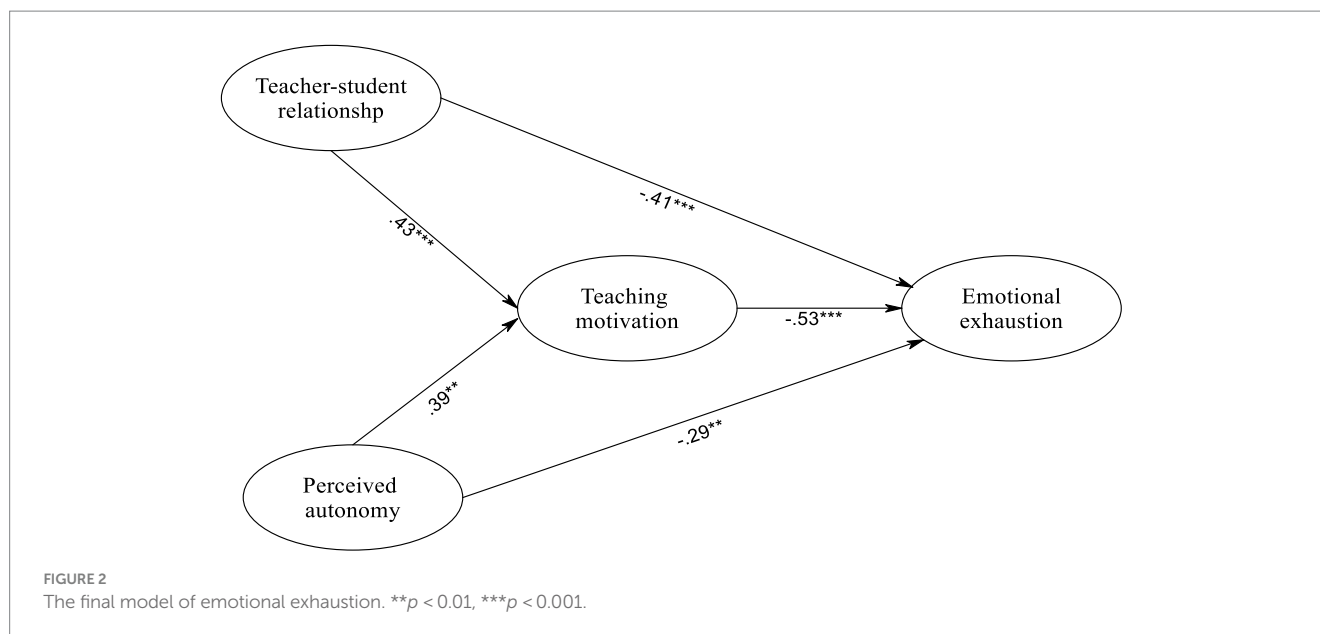 Teacher-student
relationshp
-.41***
.43***
Teaching
motivation
-.53***
Emotional
exhaustion
.39**
-.29**
Perceived
autonomy
FIGURE 2
The final model of emotional exhaustion. **p < 0.01, ***p < 0.001.